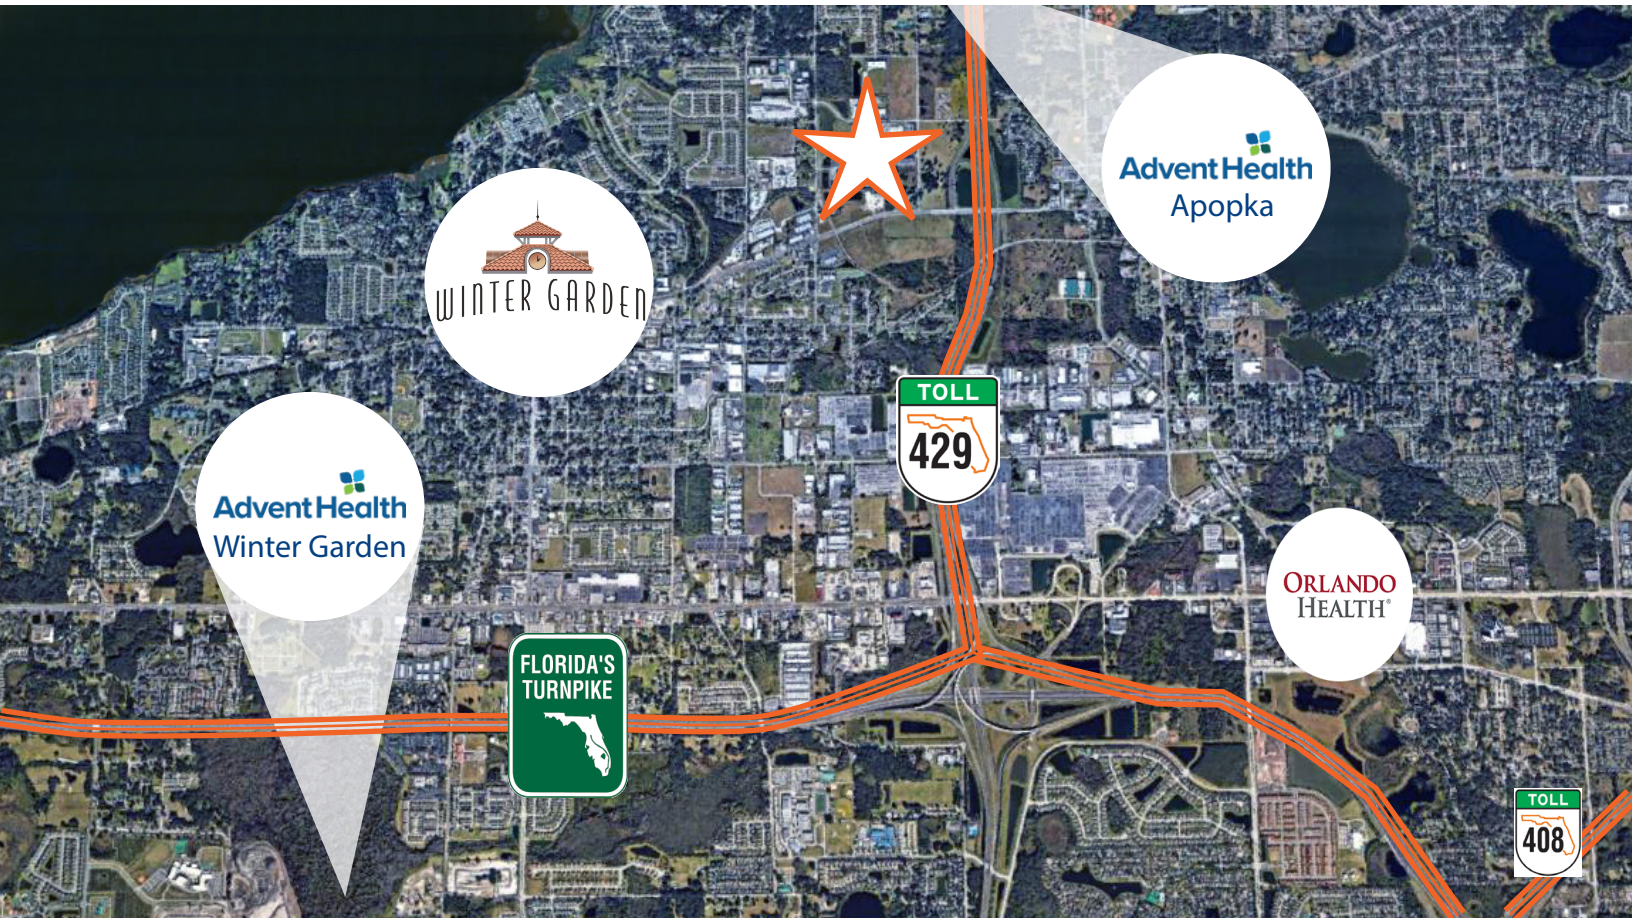 AdventHealth
Apopka
WINTER GARDEN
TOLL
429
AdventHealth
Winter Garden
ORLANDO
HEALTH®
FLORIDA'S
TURNPIKE
TOLL
408